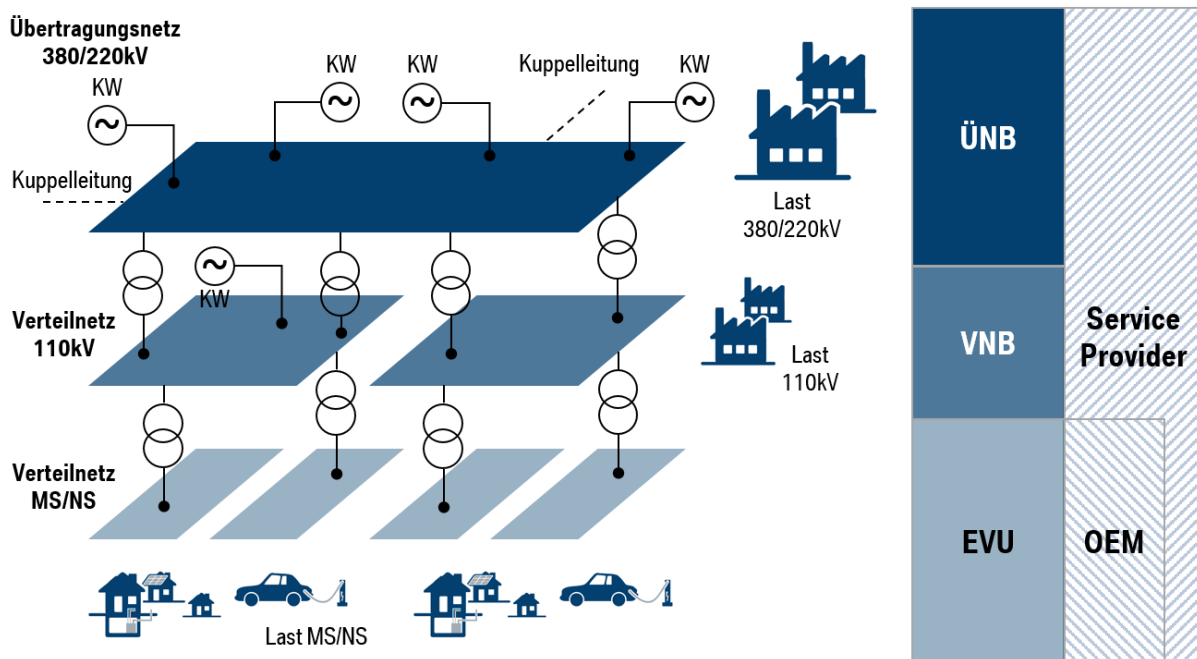 Übertragungsnetz
380/220kV
KW
KW
KW
Kuppelleitung
KW
Kuppelleitung
Last
380/220kV
KW
Verteilnetz
110kV
Last
110kV
Verteilnetz
MS/NS
Last MS/NS
ÜNB
VNB
Service
Provider
EVU
OEM